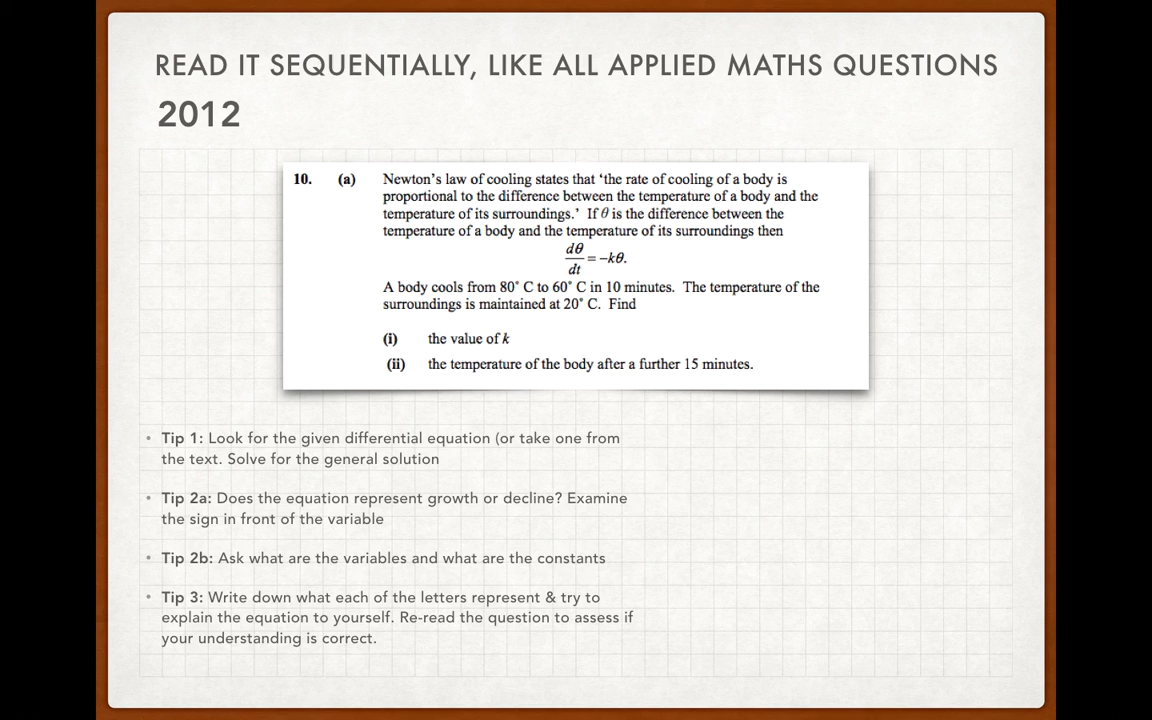 READ IT SEQUENTIALLY, LIKE ALL APPLIED MATHS QUESTIONS
2012
10. (a) Newton's law of cooling states that 'the rate of cooling of a body is
proportional to the difference between the temperature of a body and the
temperature of its surroundings.' If θ is the difference between the
temperature of a body and the temperature of its surroundings then
dθ/dt = −kθ.
A body cools from 80° C to 60° C in 10 minutes. The temperature of the
surroundings is maintained at 20° C. Find
(i) the value of k
(ii) the temperature of the body after a further 15 minutes.
• Tip 1: Look for the given differential equation (or take one from
the text. Solve for the general solution
• Tip 2a: Does the equation represent growth or decline? Examine
the sign in front of the variable
• Tip 2b: Ask what are the variables and what are the constants
• Tip 3: Write down what each of the letters represent & try to
explain the equation to yourself. Re-read the question to assess if
your understanding is correct.